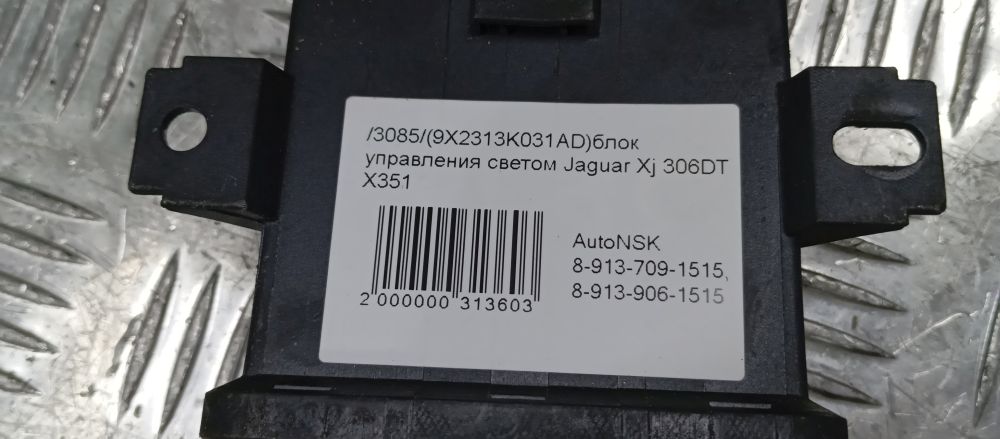 /3085/(9X2313K031AD)блок
управления светом Jaguar Xj 306DT
X351
AutoNSK
8-913-709-1515,
8-913-906-1515
2 000000 313603